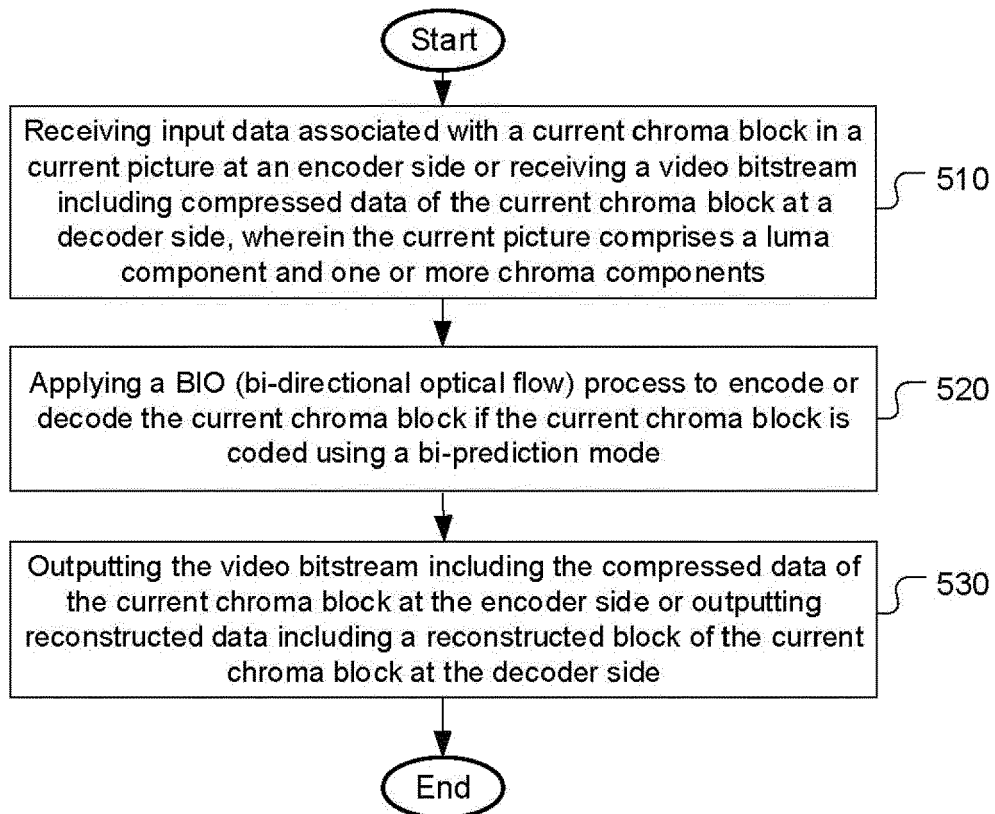 Start
Receiving input data associated with a current chroma block in a
current picture at an encoder side or receiving a video bitstream
including compressed data of the current chroma block at a
decoder side, wherein the current picture comprises a luma
component and one or more chroma components
510
Applying a BIO (bi-directional optical flow) process to encode or
decode the current chroma block if the current chroma block is
coded using a bi-prediction mode
520
Outputting the video bitstream including the compressed data of
the current chroma block at the encoder side or outputting
reconstructed data including a reconstructed block of the current
chroma block at the decoder side
530
End